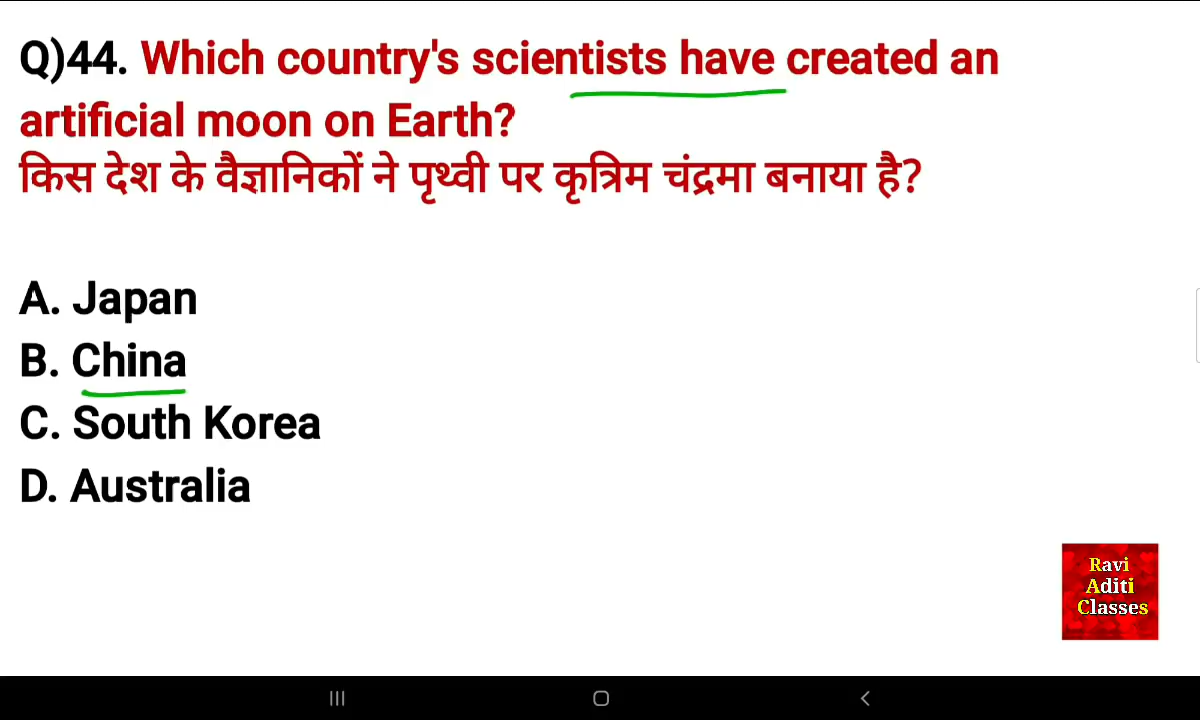 Q)44. Which country's scientists have created an
artificial moon on Earth?
किस देश के वैज्ञानिकों ने पृथ्वी पर कृत्रिम चंद्रमा बनाया है?
A. Japan
B. China
C. South Korea
D. Australia
Ravi
Aditi
Classes